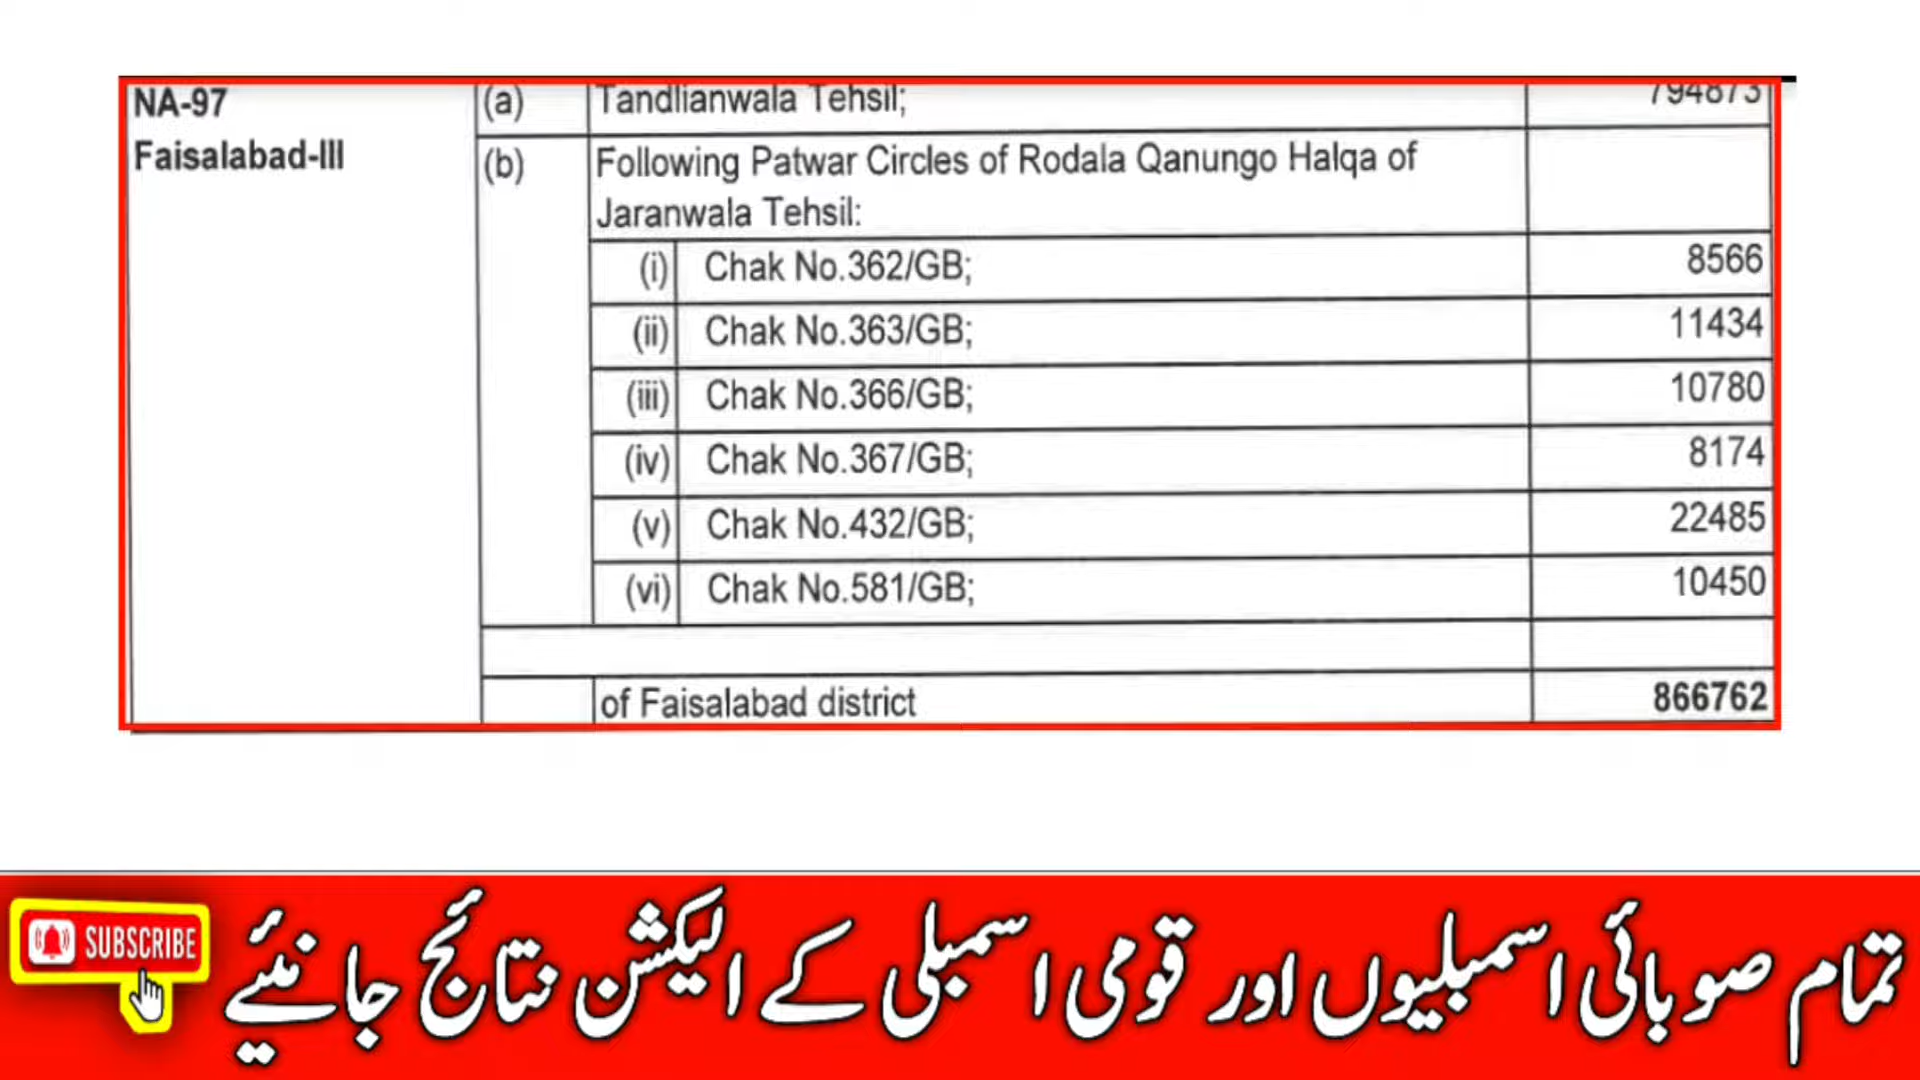 NA-97 (a) Tandlianwala Tehsil; 794873
Faisalabad-III (b) Following Patwar Circles of Rodala Qanungo Halqa of
Jaranwala Tehsil:
(i) Chak No.362/GB; 8566
(ii) Chak No.363/GB; 11434
(iii) Chak No.366/GB; 10780
(iv) Chak No.367/GB; 8174
(v) Chak No.432/GB; 22485
(vi) Chak No.581/GB; 10450
of Faisalabad district 866762
SUBSCRIBE
تمام صوبائی اسمبلیوں اور قومی اسمبلی کے الیکشن نتائج جانیئے